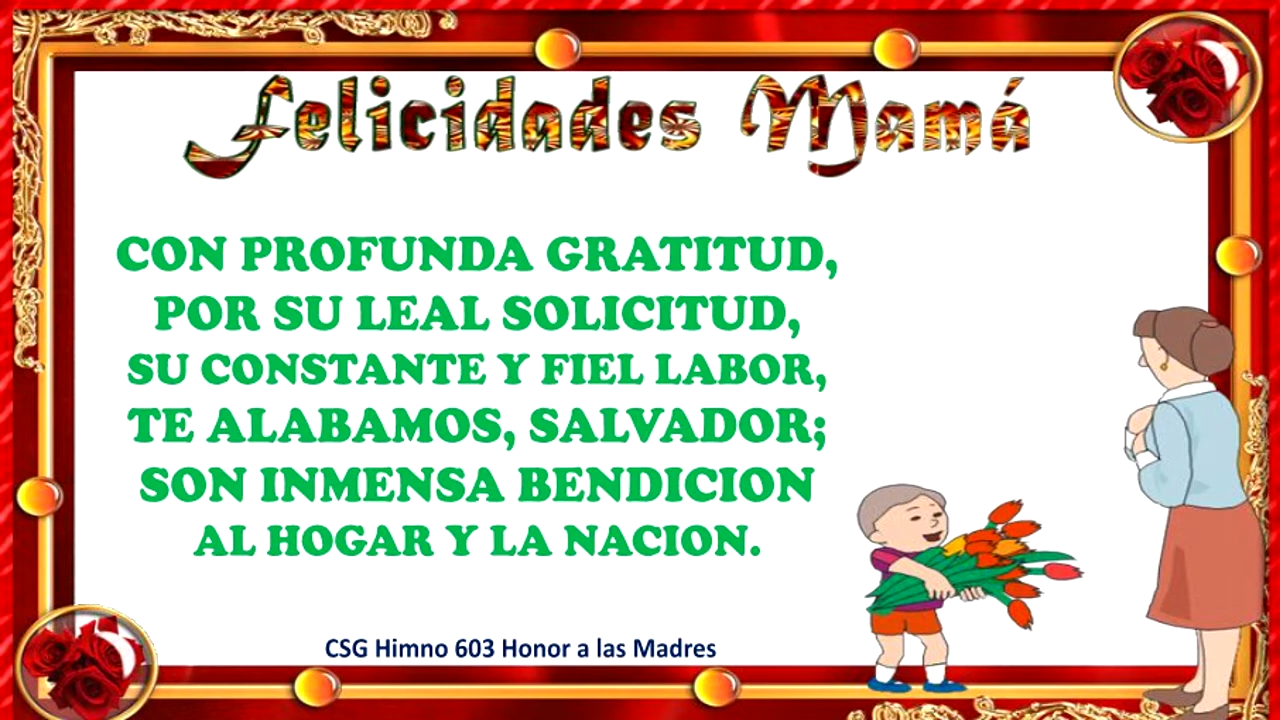 Felicidades Mamá
CON PROFUNDA GRATITUD,
POR SU LEAL SOLICITUD,
SU CONSTANTE Y FIEL LABOR,
TE ALABAMOS, SALVADOR;
SON INMENSA BENDICION
AL HOGAR Y LA NACION.
CSG Himno 603 Honor a las Madres